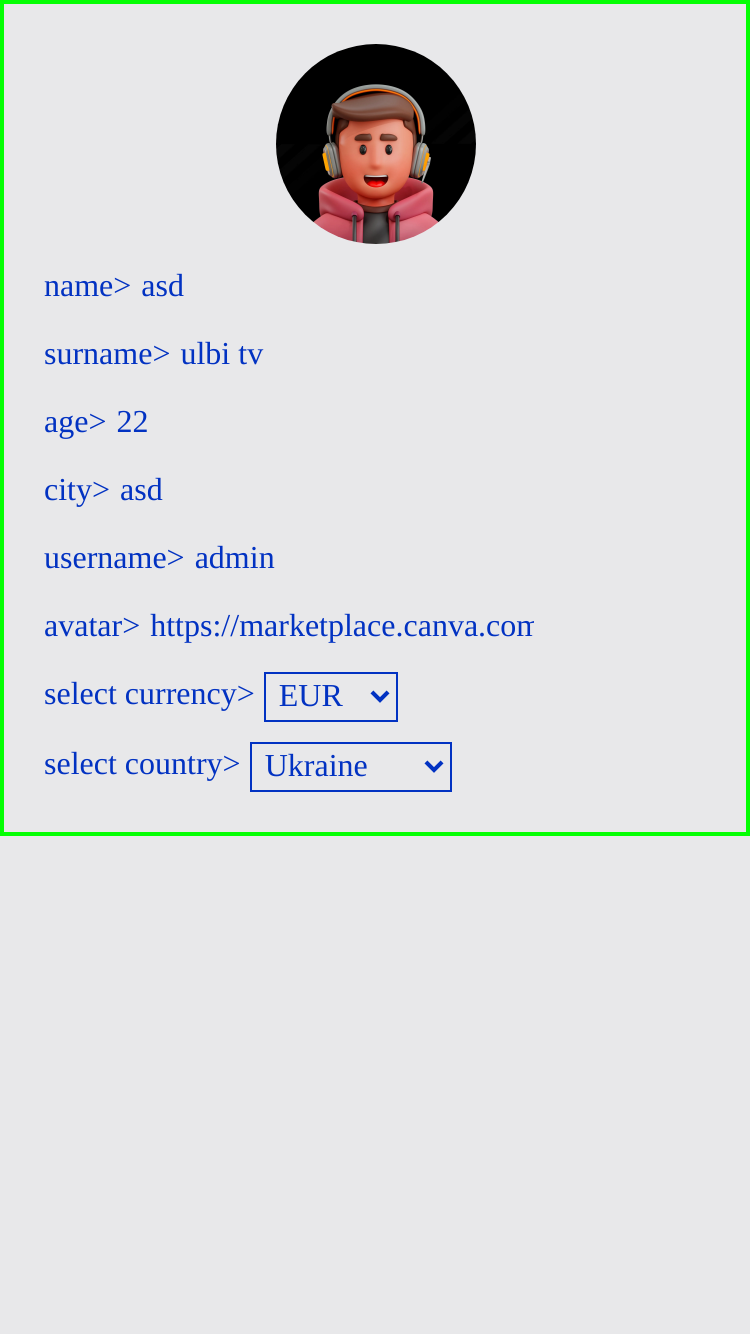 name> asd
surname> ulbi tv
age> 22
city> asd
username> admin
avatar> https://marketplace.canva.com
select currency> EUR
select country> Ukraine